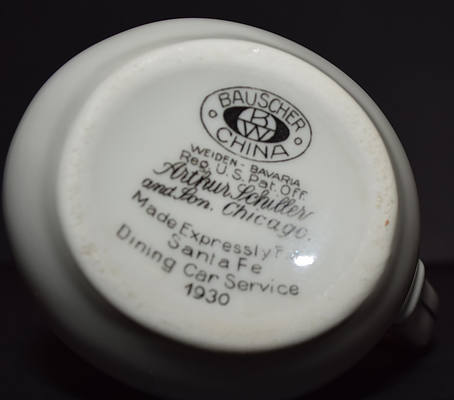 BAUSCHER
BW
CHINA
WEIDEN - BAVARIA
Reg. U.S. Pat. Off.
Arthur Schiller
and Son. Chicago.
Made Expressly
Santa Fe
Dining Car Service
1930